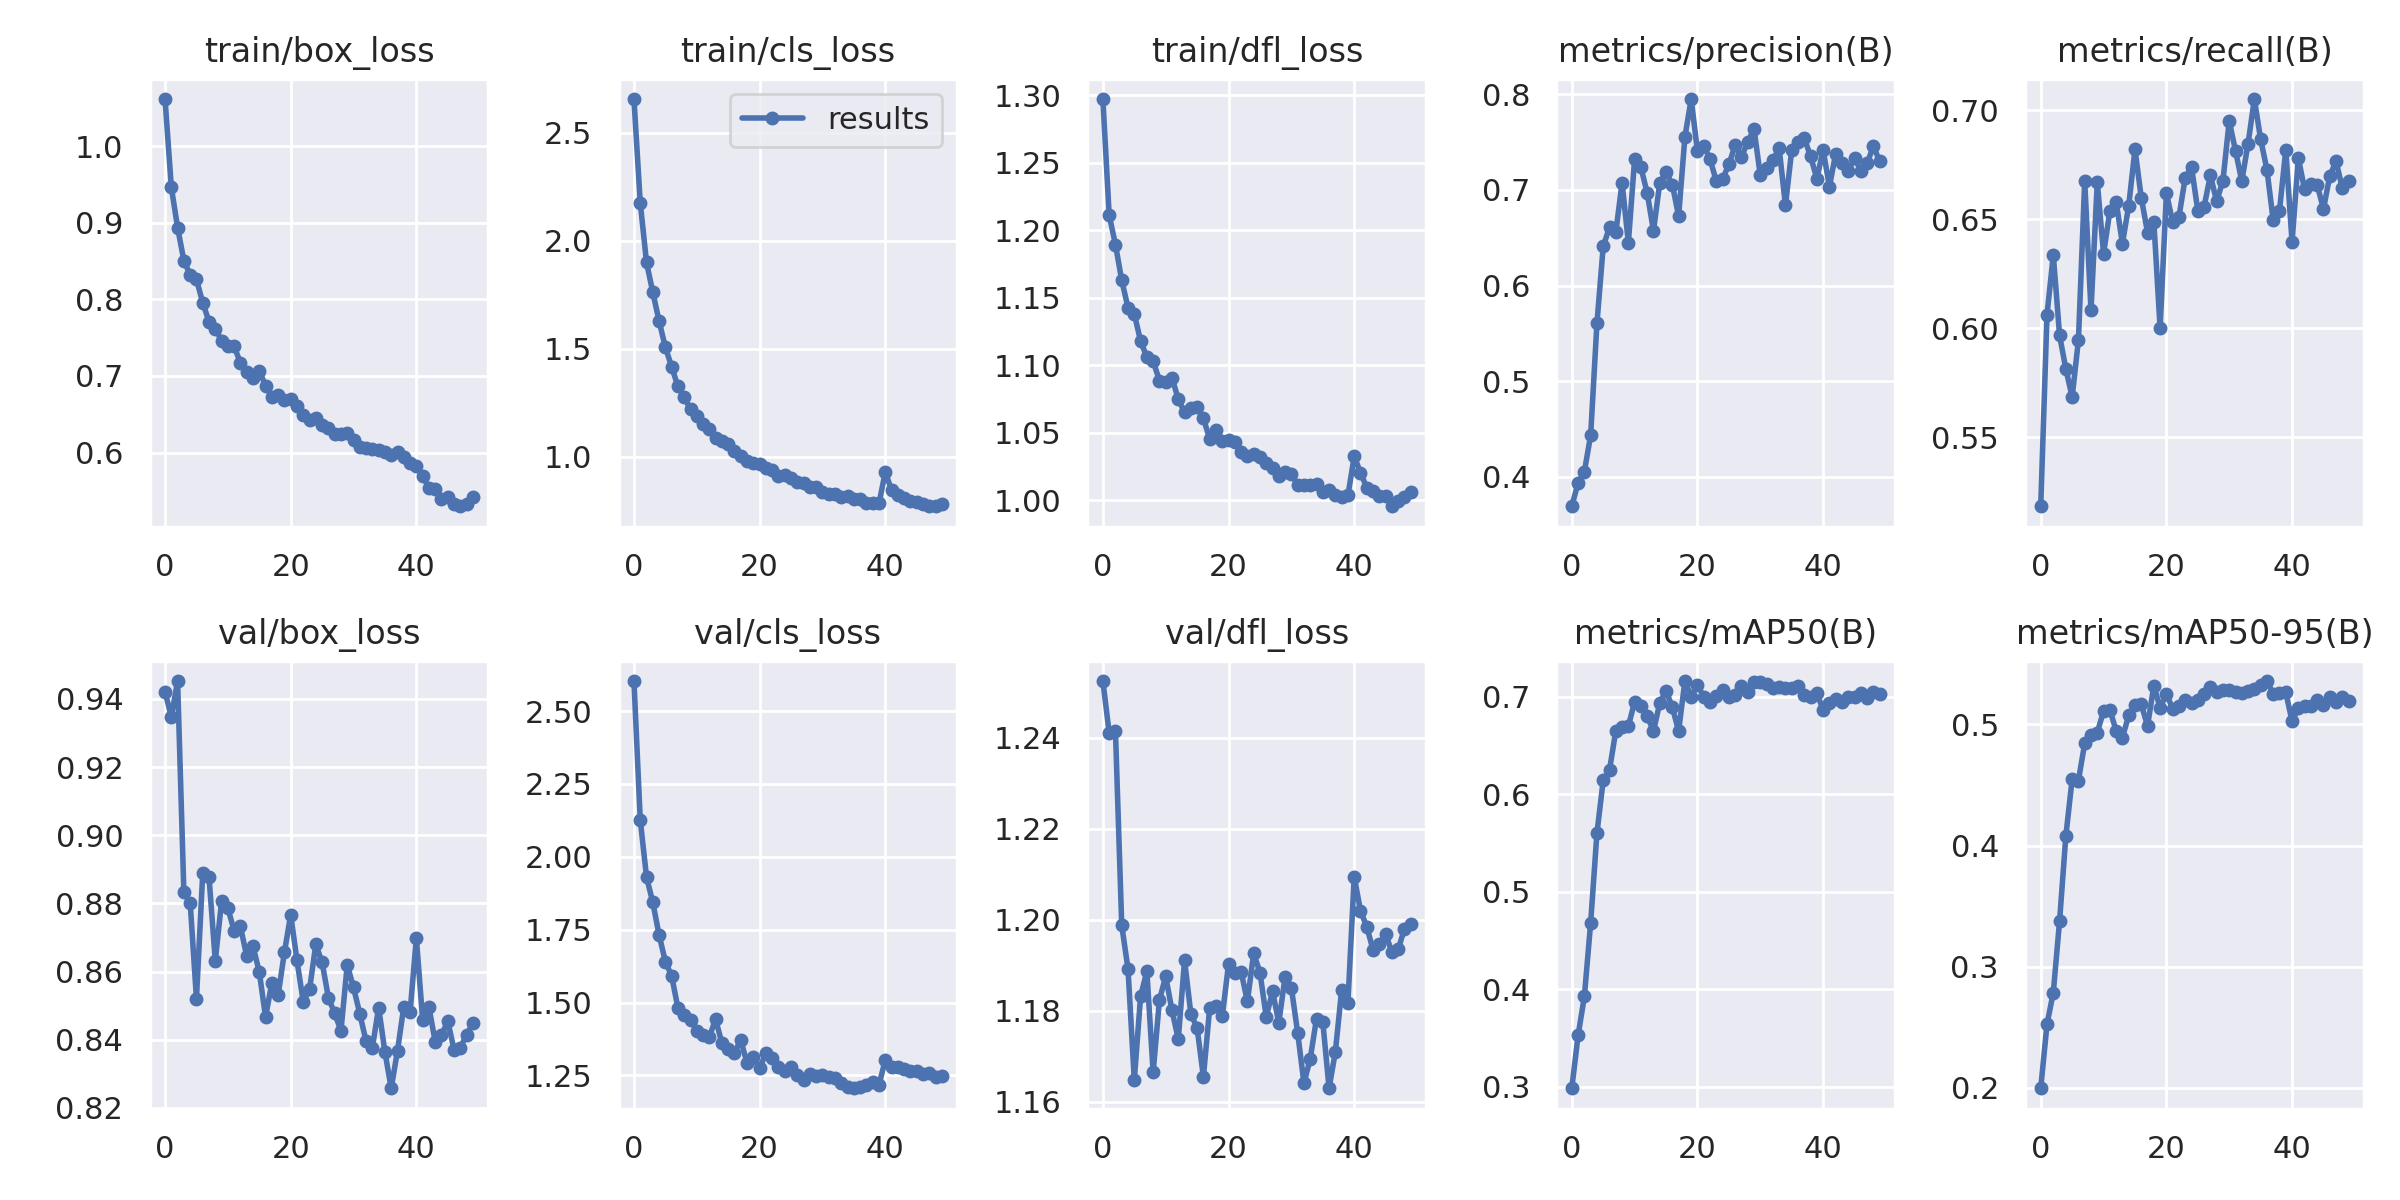 train/box_loss
1.0
0.9
0.8
0.7
0.6
0 20 40
train/cls_loss
results
2.5
2.0
1.5
1.0
0 20 40
train/dfl_loss
1.30
1.25
1.20
1.15
1.10
1.05
1.00
0 20 40
metrics/precision(B)
0.8
0.7
0.6
0.5
0.4
0 20 40
metrics/recall(B)
0.70
0.65
0.60
0.55
0 20 40
val/box_loss
0.94
0.92
0.90
0.88
0.86
0.84
0.82
0 20 40
val/cls_loss
2.50
2.25
2.00
1.75
1.50
1.25
0 20 40
val/dfl_loss
1.24
1.22
1.20
1.18
1.16
0 20 40
metrics/mAP50(B)
0.7
0.6
0.5
0.4
0.3
0 20 40
metrics/mAP50-95(B)
0.5
0.4
0.3
0.2
0 20 40